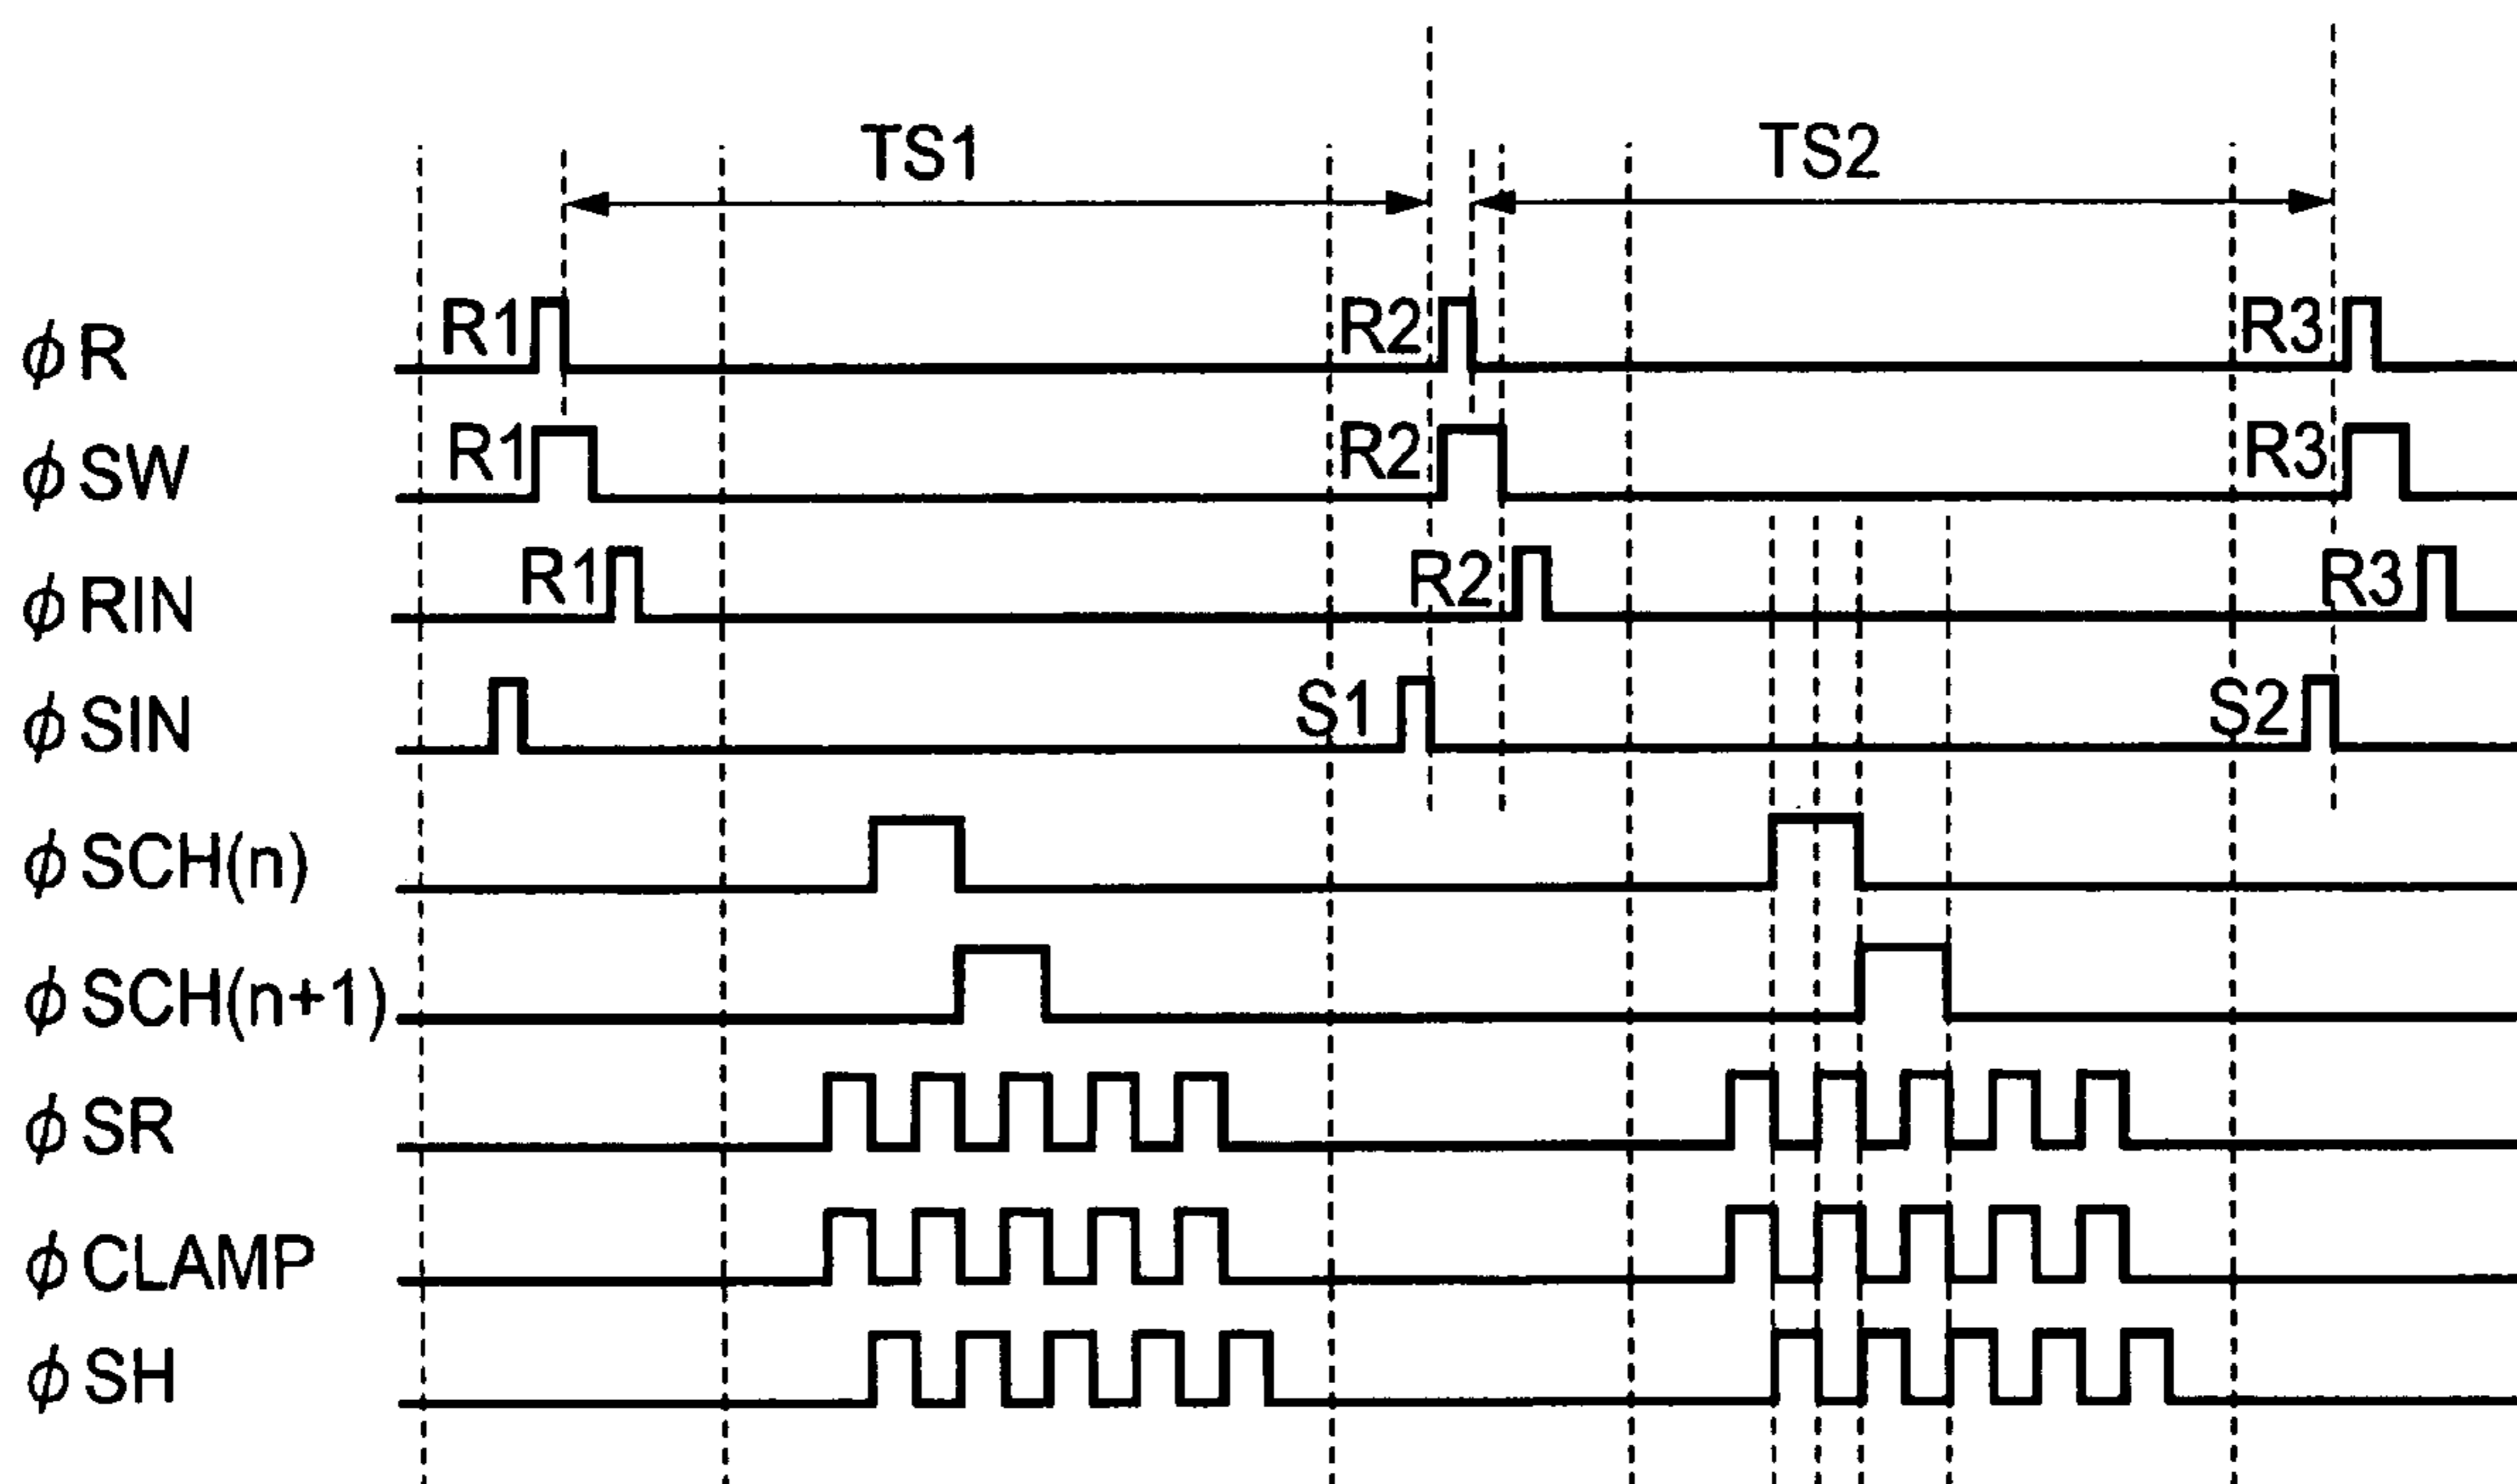 TS1 TS2
ϕR R1 R2 R3
ϕSW R1 R2 R3
ϕRIN R1 R2 R3
ϕSIN S1 S2
ϕSCH(n)
ϕSCH(n+1)
ϕSR
ϕCLAMP
ϕSH